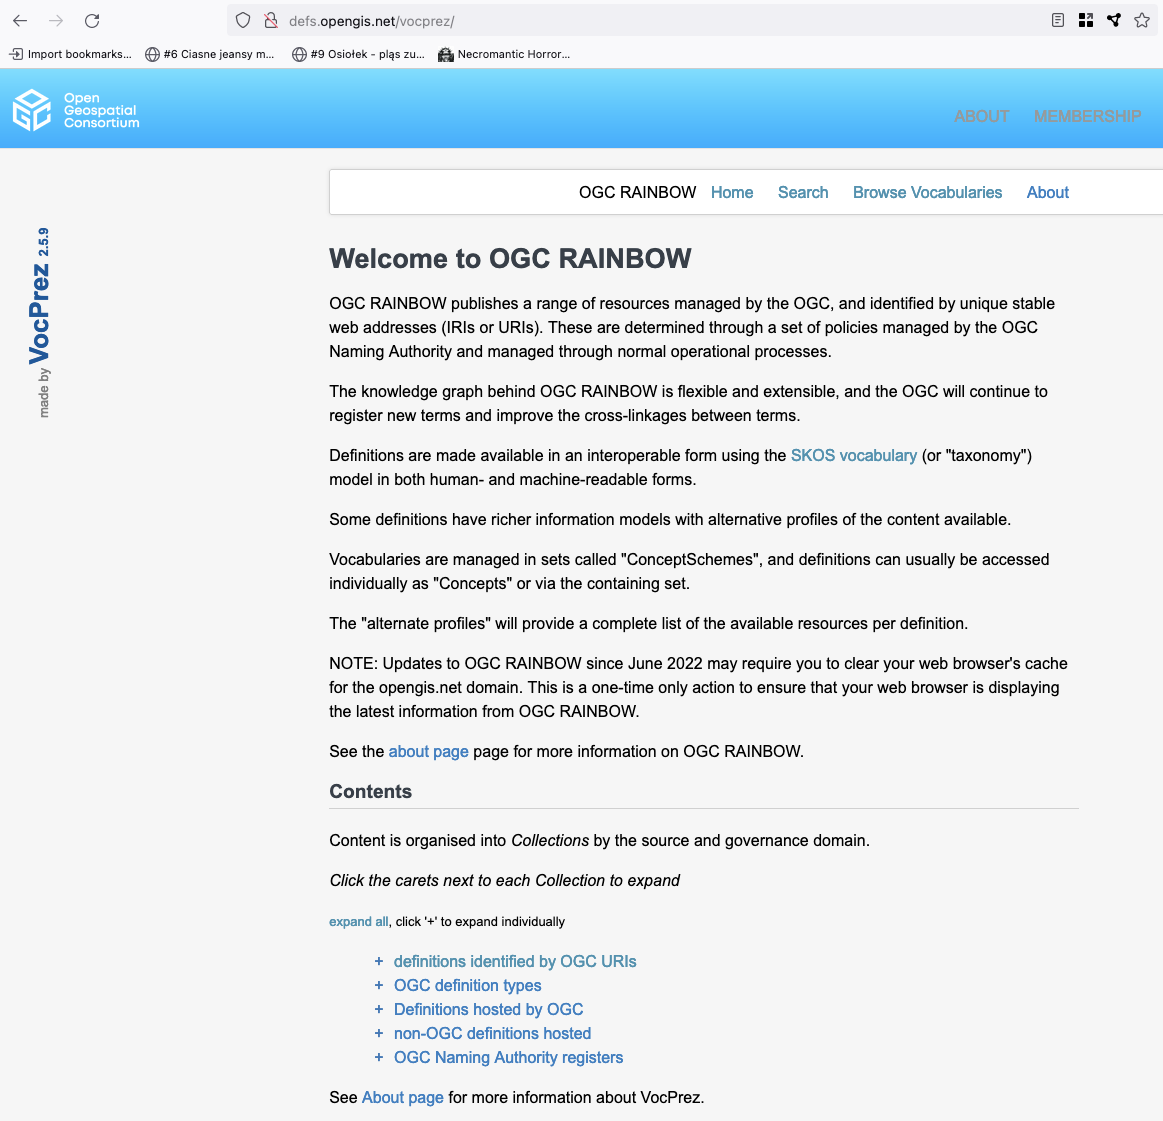 defs.opengis.net/vocprez/
Import bookmarks...
#6 Ciasne jeansy m...
#9 Osiołek - pląs zu...
Necromantic Horror...
Open
Geospatial
Consortium
ABOUT
MEMBERSHIP
OGC RAINBOW Home Search Browse Vocabularies About
made by VocPrez 2.5.9
Welcome to OGC RAINBOW
OGC RAINBOW publishes a range of resources managed by the OGC, and identified by unique stable
web addresses (IRIs or URIs). These are determined through a set of policies managed by the OGC
Naming Authority and managed through normal operational processes.
The knowledge graph behind OGC RAINBOW is flexible and extensible, and the OGC will continue to
register new terms and improve the cross-linkages between terms.
Definitions are made available in an interoperable form using the SKOS vocabulary (or "taxonomy")
model in both human- and machine-readable forms.
Some definitions have richer information models with alternative profiles of the content available.
Vocabularies are managed in sets called "ConceptSchemes", and definitions can usually be accessed
individually as "Concepts" or via the containing set.
The "alternate profiles" will provide a complete list of the available resources per definition.
NOTE: Updates to OGC RAINBOW since June 2022 may require you to clear your web browser's cache
for the opengis.net domain. This is a one-time only action to ensure that your web browser is displaying
the latest information from OGC RAINBOW.
See the about page page for more information on OGC RAINBOW.
Contents
Content is organised into Collections by the source and governance domain.
Click the carets next to each Collection to expand
expand all, click '+' to expand individually
+ definitions identified by OGC URIs
+ OGC definition types
+ Definitions hosted by OGC
+ non-OGC definitions hosted
+ OGC Naming Authority registers
See About page for more information about VocPrez.